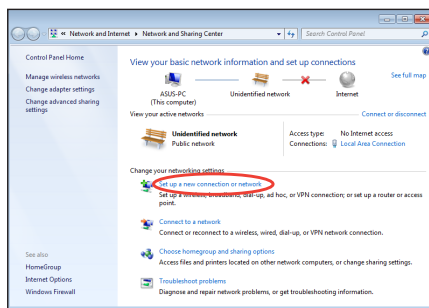 « Network and Internet ▸ Network and Sharing Center
Search Control Panel
Control Panel Home
Manage wireless networks
Change adapter settings
Change advanced sharing
settings
See also
HomeGroup
Internet Options
Windows Firewall
View your basic network information and set up connections
See full map
ASUS-PC
(This computer)
Unidentified network
Internet
View your active networks
Connect or disconnect
Unidentified network
Public network
Access type: No Internet access
Connections: Local Area Connection
Change your networking settings
Set up a new connection or network
Set up a wireless, broadband, dial-up, ad hoc, or VPN connection; or set up a router or access
point.
Connect to a network
Connect or reconnect to a wireless, wired, dial-up, or VPN network connection.
Choose homegroup and sharing options
Access files and printers located on other network computers, or change sharing settings.
Troubleshoot problems
Diagnose and repair network problems, or get troubleshooting information.